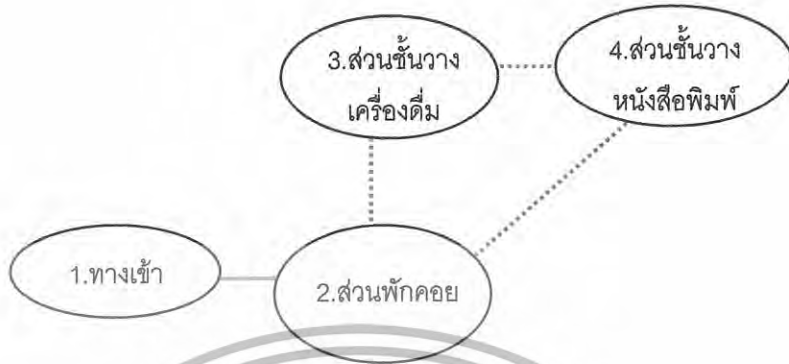 3.ส่วนชั้นวาง
เครื่องดื่ม
4.ส่วนชั้นวาง
หนังสือพิมพ์
1.ทางเข้า
2.ส่วนพักคอย